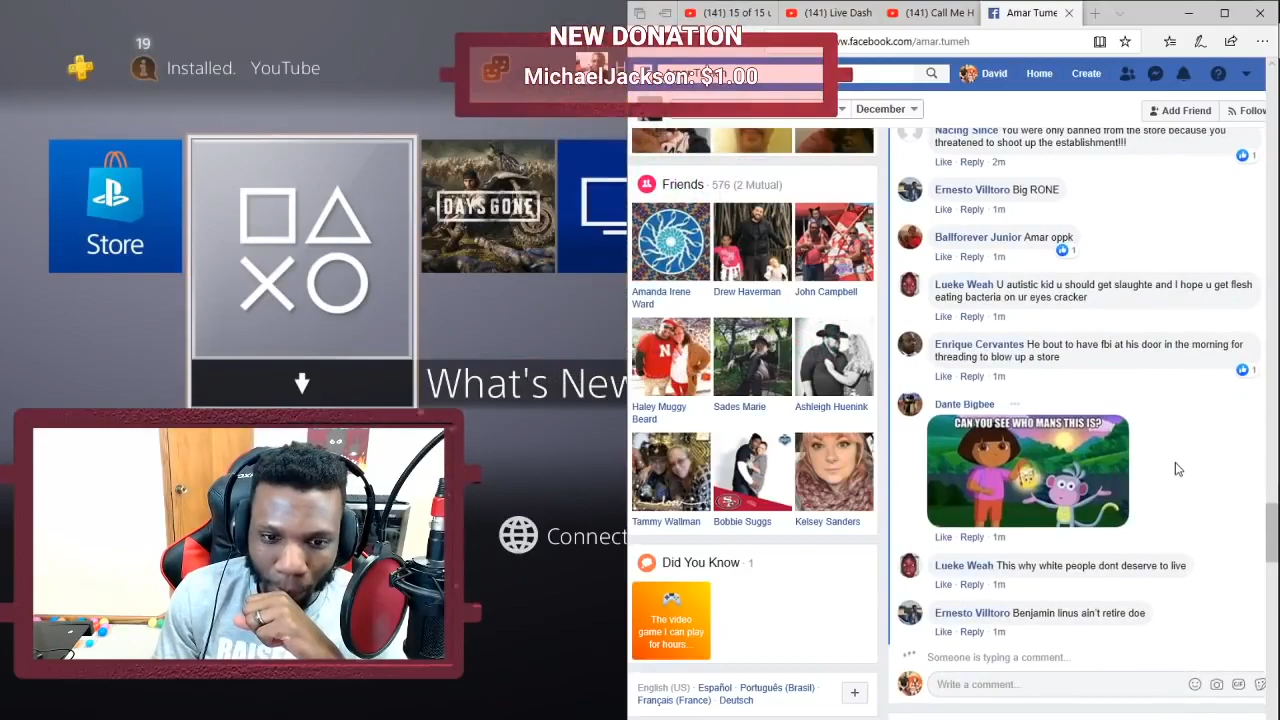 19
Installed. YouTube
Store
DAYS GONE
What's New
Connect
NEW DONATION
MichaelJackson: $1.00
(141) 15 of 15 u
(141) Live Dash
(141) Call Me H
Amar Tume
w.facebook.com/amar.tumeh
David Home Create
December
Add Friend
Follow
Friends · 576 (2 Mutual)
Amanda Irene
Ward
Drew Haverman
John Campbell
Haley Muggy
Beard
Sades Marie
Ashleigh Huenink
Tammy Wallman
Bobbie Suggs
Kelsey Sanders
Did You Know · 1
The video
game I can play
for hours...
English (US) · Español · Português (Brasil) ·
Français (France) · Deutsch
Nacing Since You were only banned from the store because you
threatened to shoot up the establishment!!!
1
Like · Reply · 2m
Ernesto Villtoro Big RONE
Like · Reply · 1m
Ballforever Junior Amar oppk
1
Like · Reply · 1m
Lueke Weah U autistic kid u should get slaughte and I hope u get flesh
eating bacteria on ur eyes cracker
Like · Reply · 1m
Enrique Cervantes He bout to have fbi at his door in the morning for
threading to blow up a store
1
Like · Reply · 1m
Dante Bigbee
CAN YOU SEE WHO MANS THIS IS?
Like · Reply · 1m
Lueke Weah This why white people dont deserve to live
Like · Reply · 1m
Ernesto Villtoro Benjamin linus ain't retire doe
Like · Reply · 1m
Someone is typing a comment...
Write a comment...
GIF